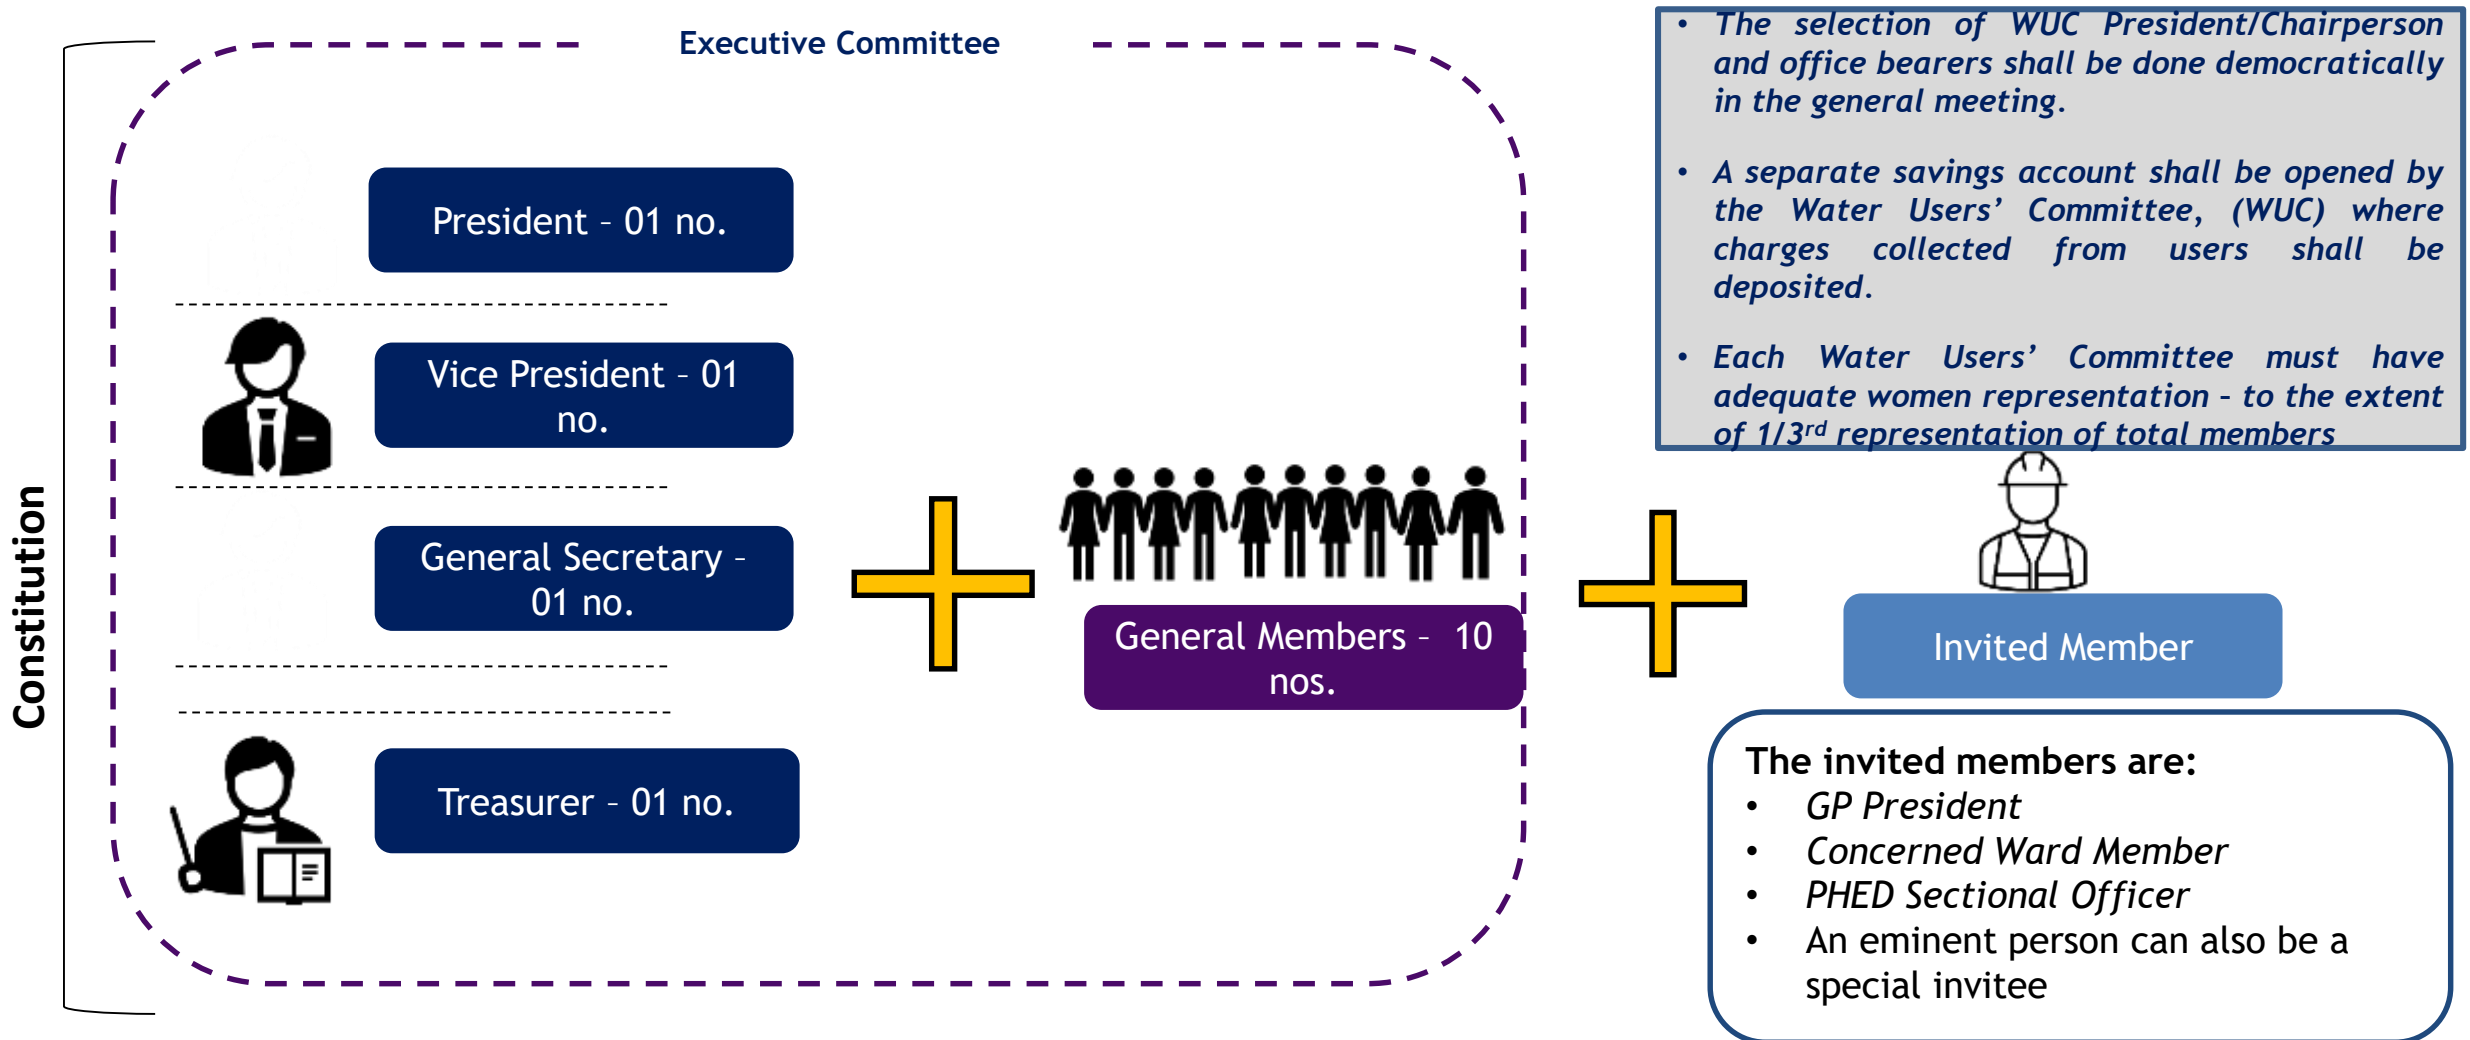 Constitution
Executive Committee
President – 01 no.
Vice President – 01
no.
General Secretary –
01 no.
Treasurer – 01 no.
General Members –  10
nos.
• The selection of WUC President/Chairperson
and office bearers shall be done democratically
in the general meeting.
• A separate savings account shall be opened by
the Water Users’ Committee, (WUC) where
charges collected from users shall be
deposited.
• Each Water Users’ Committee must have
adequate women representation – to the extent
of 1/3rd representation of total members
Invited Member
The invited members are:
• GP President
• Concerned Ward Member
• PHED Sectional Officer
• An eminent person can also be a
special invitee